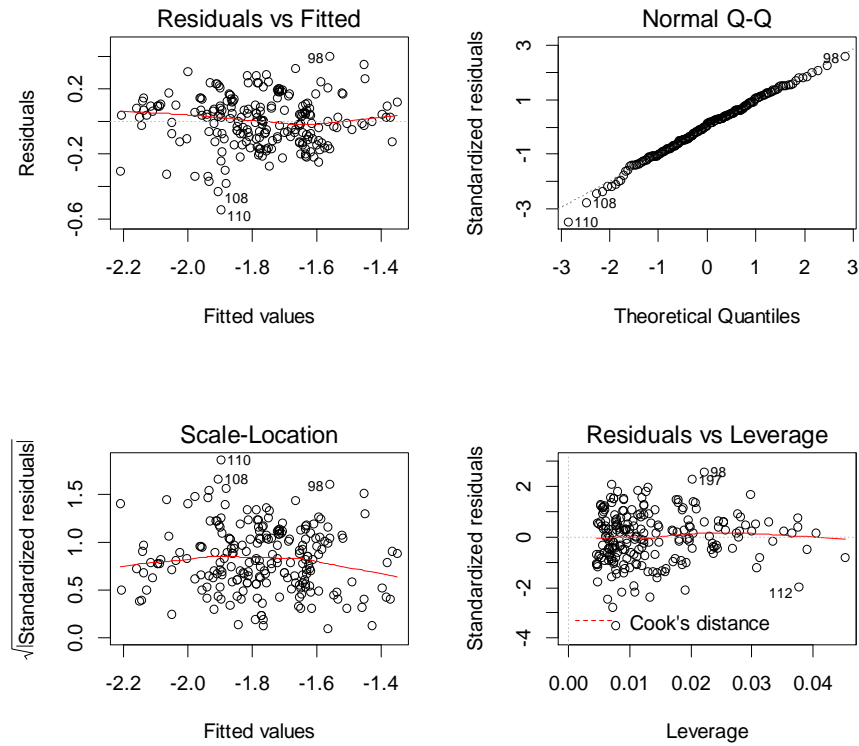 Residuals vs Fitted
Residuals
0.2
-0.2
-0.6
98
108
110
-2.2 -2.0 -1.8 -1.6 -1.4
Fitted values
Normal Q-Q
Standardized residuals
3
1
-1
-3
98
108
110
-3 -2 -1 0 1 2 3
Theoretical Quantiles
Scale-Location
√|Standardized residuals|
1.5
1.0
0.5
0.0
110
108
98
-2.2 -2.0 -1.8 -1.6 -1.4
Fitted values
Residuals vs Leverage
Standardized residuals
2
0
-2
-4
98
197
112
Cook's distance
0.00 0.01 0.02 0.03 0.04
Leverage